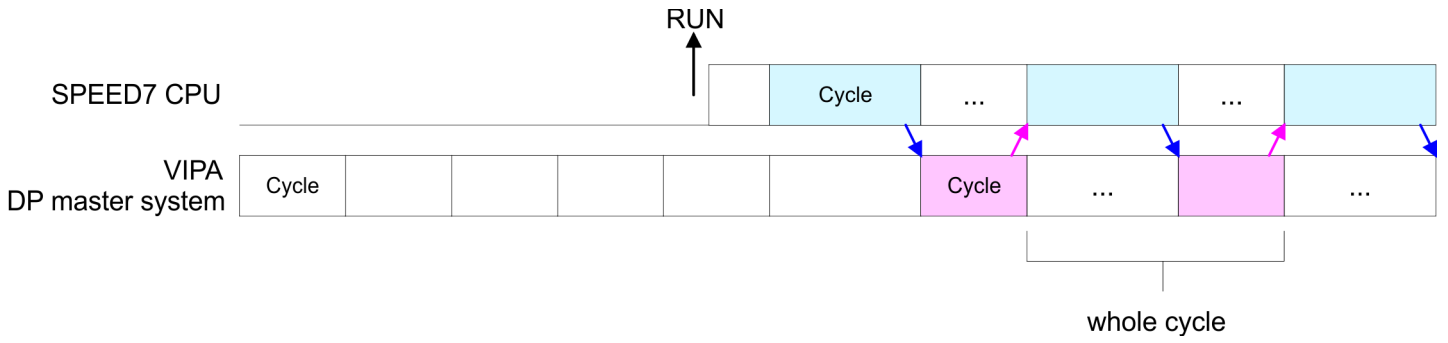 RUN
SPEED7 CPU
Cycle
...
...
VIPA
DP master system
Cycle
Cycle
...
...
whole cycle